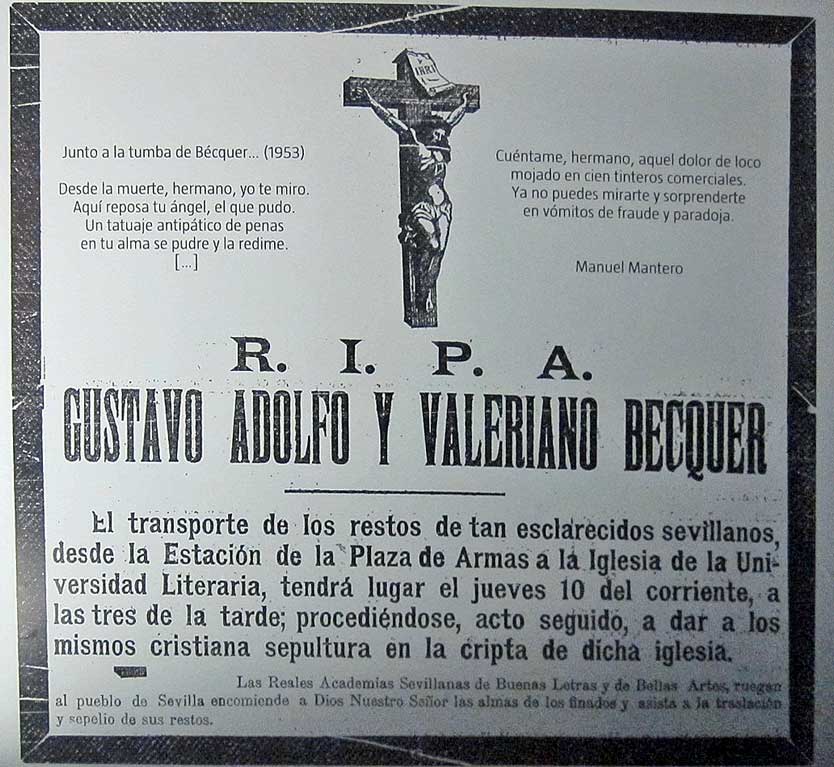 INRI
Junto a la tumba de Bécquer... (1953)
Desde la muerte, hermano, yo te miro.
Aquí reposa tu ángel, el que pudo.
Un tatuaje antipático de penas
en tu alma se pudre y la redime.
[...]
Cuéntame, hermano, aquel dolor de loco
mojado en cien tinteros comerciales.
Ya no puedes mirarte y sorprenderte
en vómitos de fraude y paradoja.
Manuel Mantero
R. I. P. A.
GUSTAVO ADOLFO Y VALERIANO BECQUER
El transporte de los restos de tan esclarecidos sevillanos,
desde la Estación de la Plaza de Armas a la Iglesia de la Uni-
versidad Literaria, tendrá lugar el jueves 10 del corriente, a
las tres de la tarde; procediéndose, acto seguido, a dar a los
mismos cristiana sepultura en la cripta de dicha iglesia.
Las Reales Academias Sevillanas de Buenas Letras y de Bellas Artes, ruegan
al pueblo de Sevilla encomiende a Dios Nuestro Señor las almas de los finados y asista a la traslación
y sepelio de sus restos.